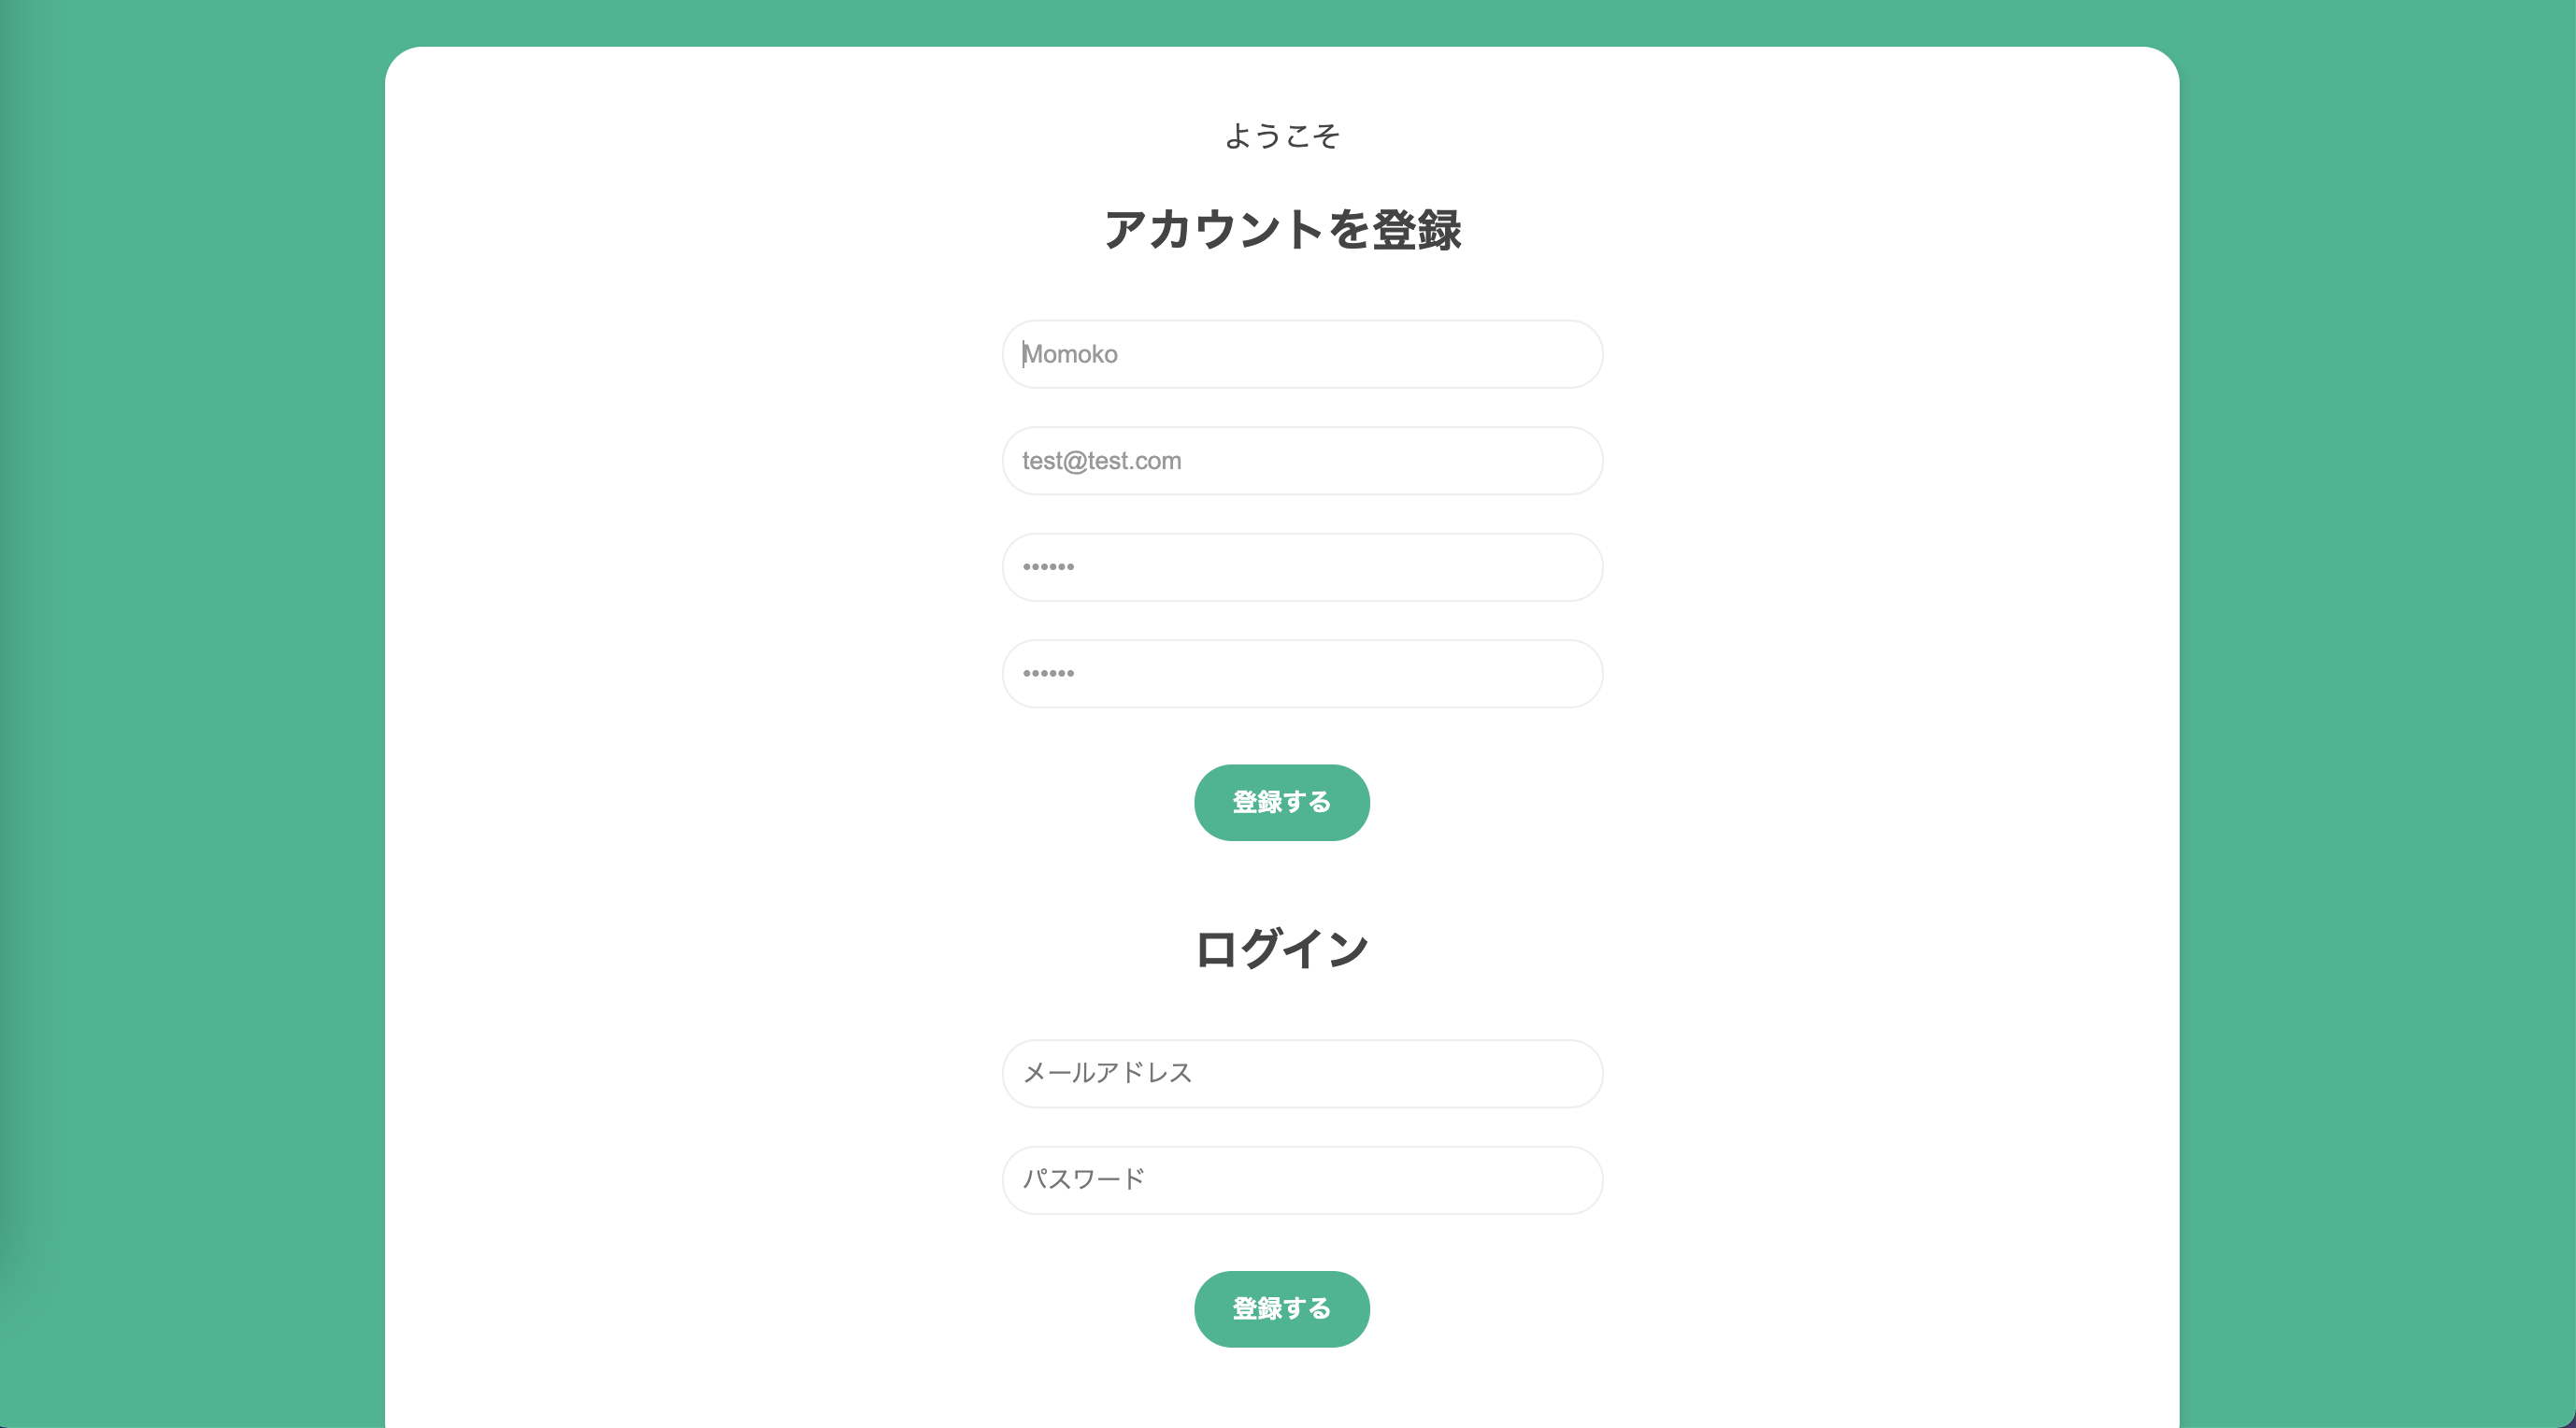 ようこそ
アカウントを登録
Momoko
test@test.com
••••••
••••••
登録する
ログイン
メールアドレス
パスワード
登録する